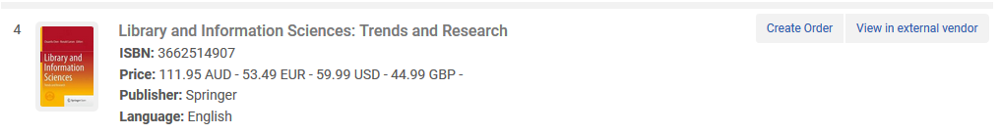 4
Library and Information Sciences: Trends and Research
Create Order
View in external vendor
ISBN: 3662514907
Price: 111.95 AUD - 53.49 EUR - 59.99 USD - 44.99 GBP -
Publisher: Springer
Language: English
Library and
Information
Sciences